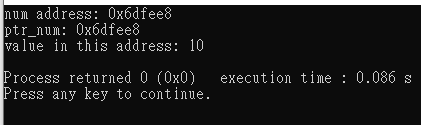 num address: 0x6dfee8
ptr_num: 0x6dfee8
value in this address: 10
Process returned 0 (0x0)   execution time : 0.086 s
Press any key to continue.